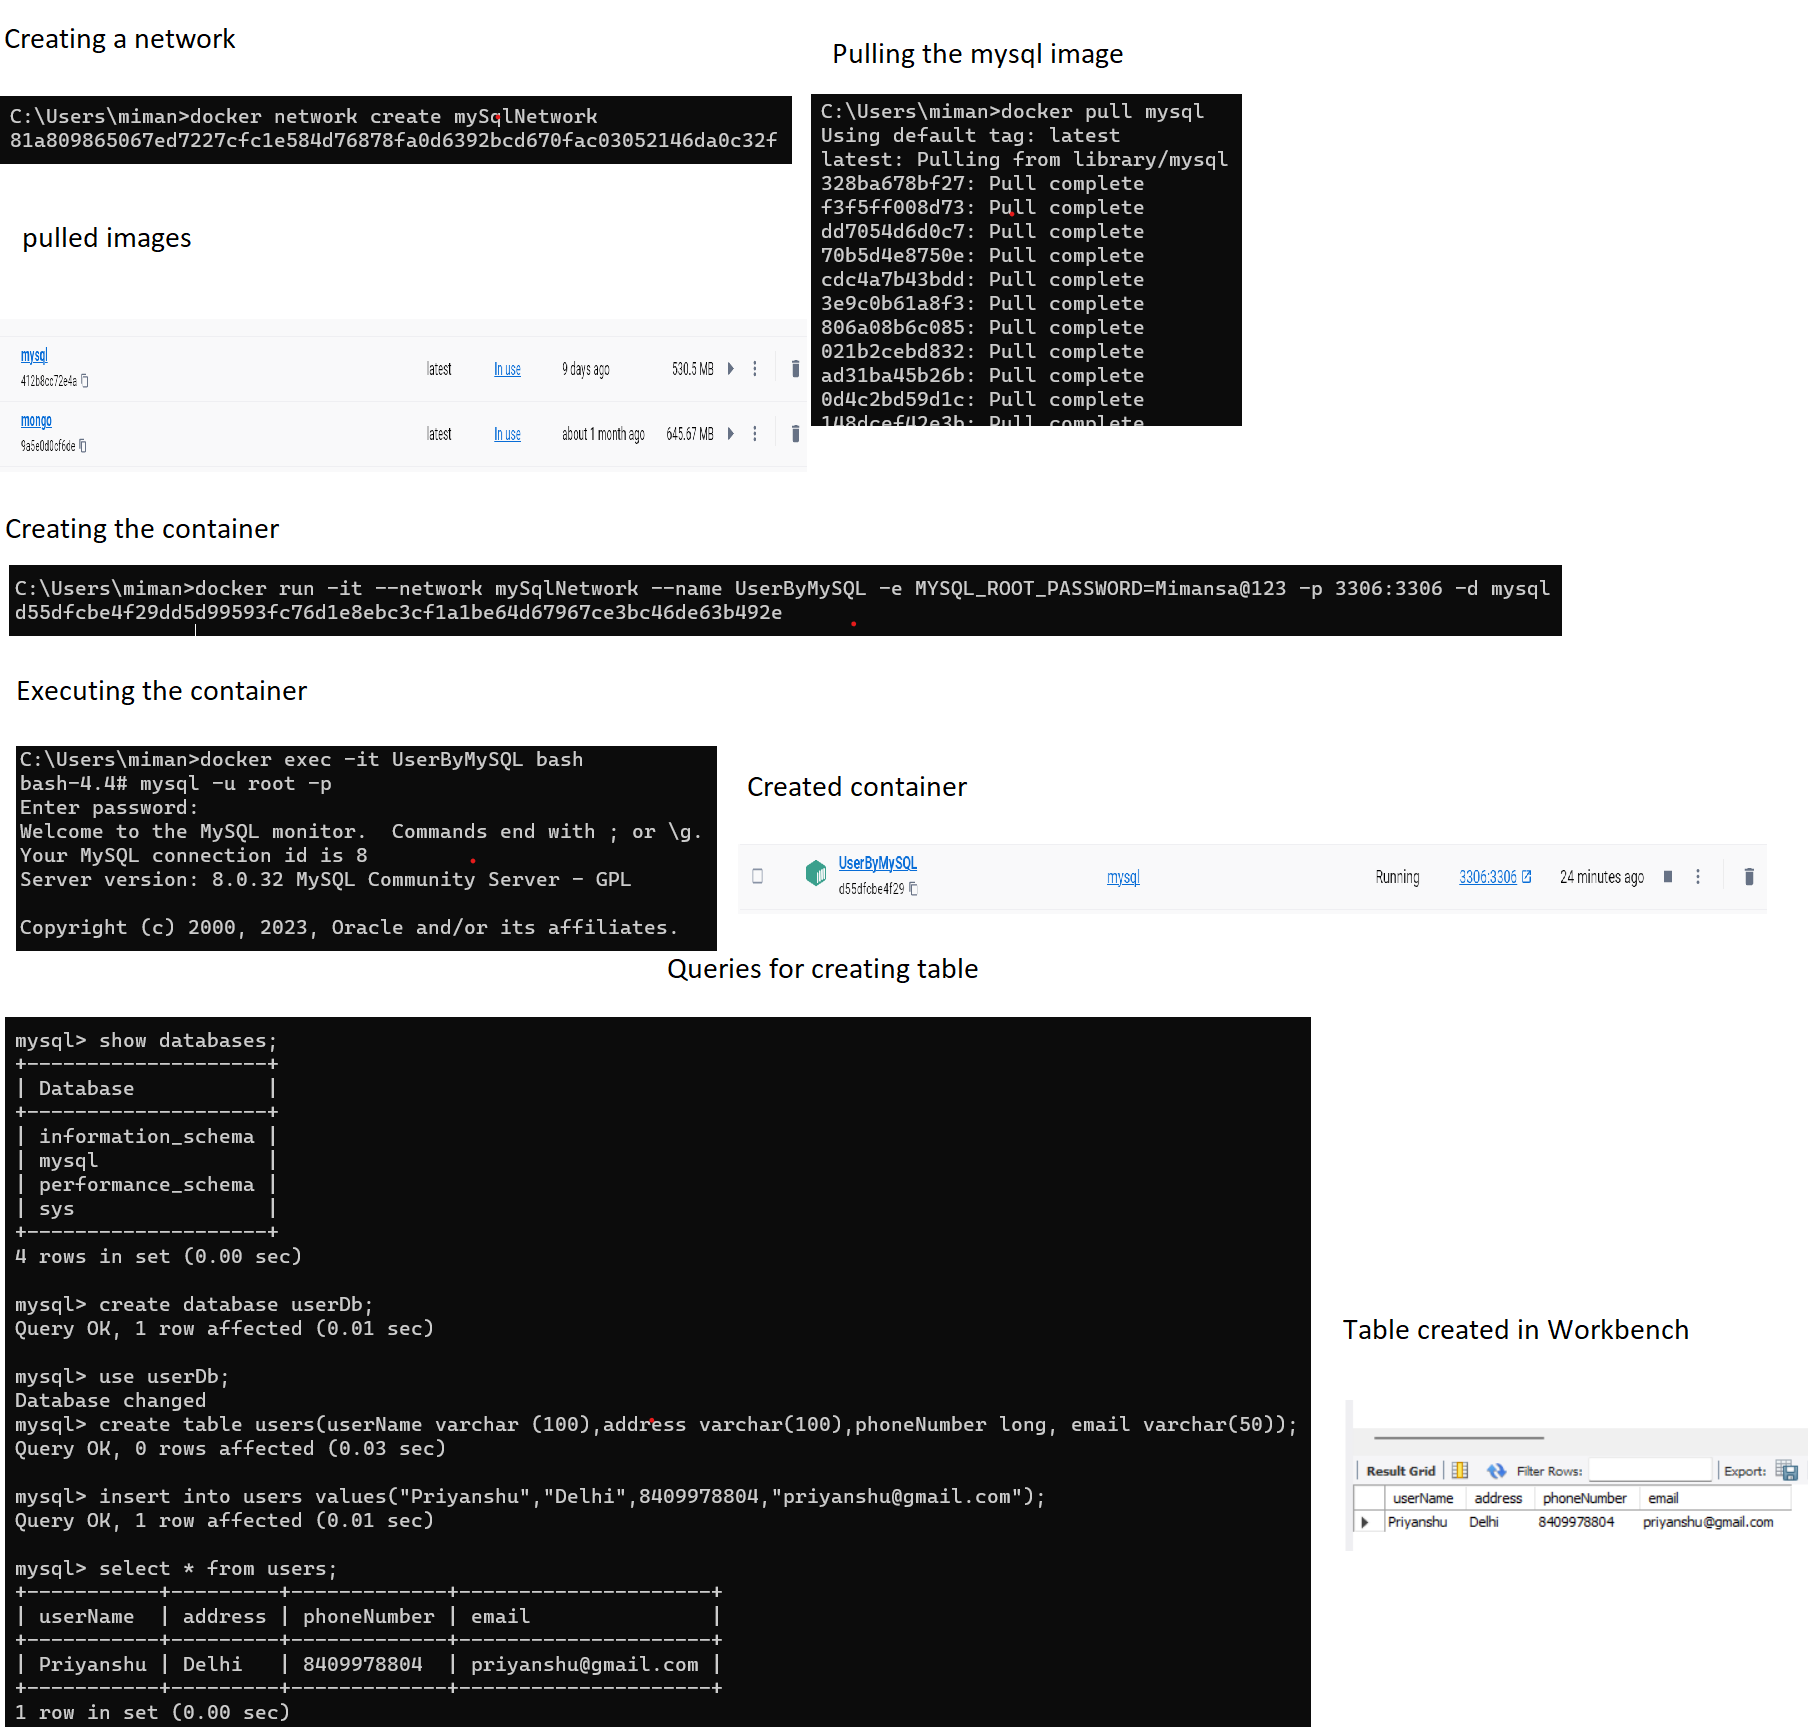 Creating a network
C:\Users\miman>docker network create mySqlNetwork
81a809865067ed7227cfc1e584d76878fa0d6392bcd670fac03052146da0c32f
Pulling the mysql image
C:\Users\miman>docker pull mysql
Using default tag: latest
latest: Pulling from library/mysql
328ba678bf27: Pull complete
f3f5ff008d73: Pull complete
dd7054d6d0c7: Pull complete
70b5d4e8750e: Pull complete
cdc4a7b43bdd: Pull complete
3e9c0b61a8f3: Pull complete
806a08b6c085: Pull complete
021b2cebd832: Pull complete
ad31ba45b26b: Pull complete
0d4c2bd59d1c: Pull complete
148dcef42e3b: Pull complete
pulled images
mysql latest In use 9 days ago 530.5 MB
412b8cc72e4a
mongo latest In use about 1 month ago 645.67 MB
9a5e0d0cf6de
Creating the container
C:\Users\miman>docker run -it --network mySqlNetwork --name UserByMySQL -e MYSQL_ROOT_PASSWORD=Mimansa@123 -p 3306:3306 -d mysql
d55dfcbe4f29dd5d99593fc76d1e8ebc3cf1a1be64d67967ce3bc46de63b492e
Executing the container
C:\Users\miman>docker exec -it UserByMySQL bash
bash-4.4# mysql -u root -p
Enter password:
Welcome to the MySQL monitor.  Commands end with ; or \g.
Your MySQL connection id is 8
Server version: 8.0.32 MySQL Community Server - GPL
Copyright (c) 2000, 2023, Oracle and/or its affiliates.
Created container
UserByMySQL mysql Running 3306:3306 24 minutes ago
d55dfcbe4f29
Queries for creating table
mysql> show databases;
+--------------------+
| Database           |
+--------------------+
| information_schema |
| mysql              |
| performance_schema |
| sys                |
+--------------------+
4 rows in set (0.00 sec)
mysql> create database userDb;
Query OK, 1 row affected (0.01 sec)
mysql> use userDb;
Database changed
mysql> create table users(userName varchar (100),address varchar(100),phoneNumber long, email varchar(50));
Query OK, 0 rows affected (0.03 sec)
mysql> insert into users values("Priyanshu","Delhi",8409978804,"priyanshu@gmail.com");
Query OK, 1 row affected (0.01 sec)
mysql> select * from users;
+-----------+---------+-------------+---------------------+
| userName  | address | phoneNumber | email               |
+-----------+---------+-------------+---------------------+
| Priyanshu | Delhi   | 8409978804  | priyanshu@gmail.com |
+-----------+---------+-------------+---------------------+
1 row in set (0.00 sec)
Table created in Workbench
Result Grid Filter Rows: Export:
userName address phoneNumber email
Priyanshu Delhi 8409978804 priyanshu@gmail.com